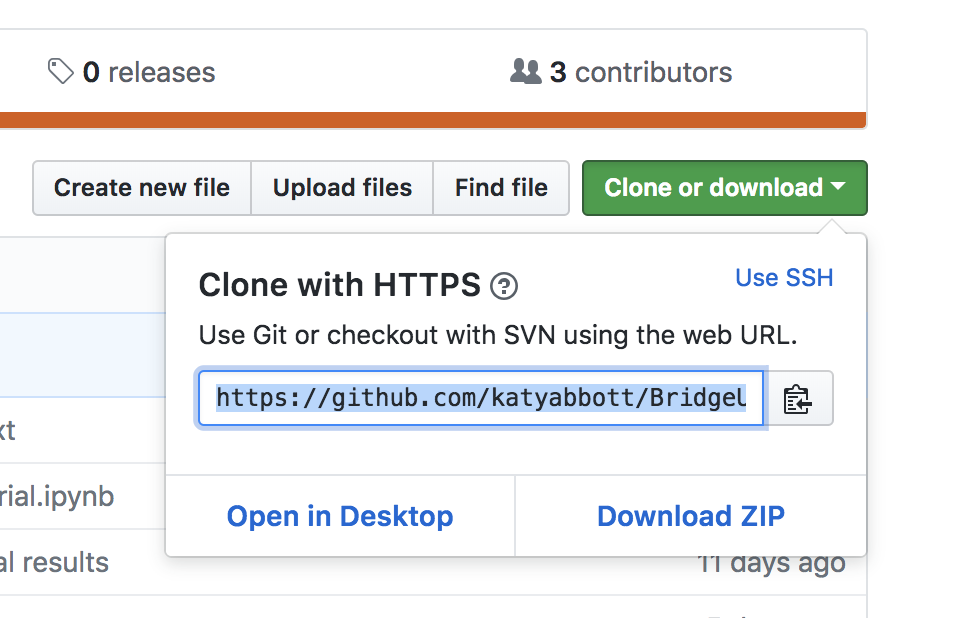 0 releases
3 contributors
Create new file
Upload files
Find file
Clone or download
Clone with HTTPS ?
Use SSH
Use Git or checkout with SVN using the web URL.
https://github.com/katyabbott/BridgeU
xt
rial.ipynb
Open in Desktop
Download ZIP
al results
11 days ago